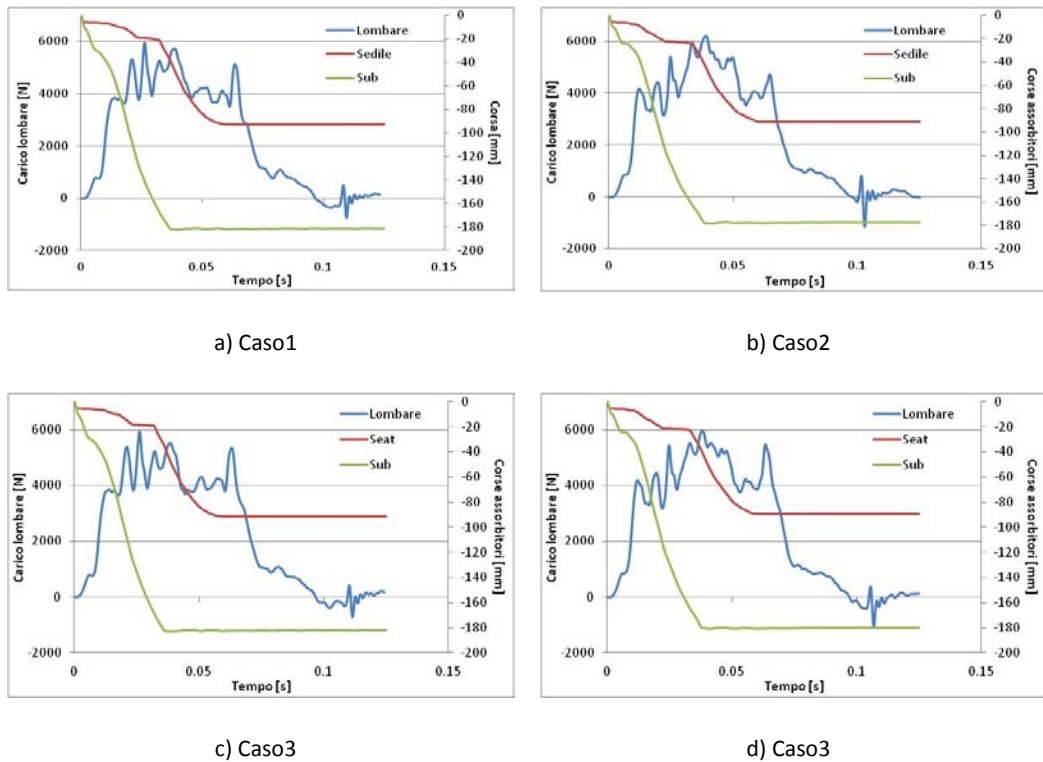 6000
4000
2000
0
-2000
Carico lombare [N]
Lombare
Sedile
Sub
0
-20
-40
-60
-80
-100
-120
-140
-160
-180
-200
Corsa [mm]
0
0.05
0.1
0.15
Tempo [s]
a) Caso1
6000
4000
2000
0
-2000
Carico lombare [N]
Lombare
Sedile
Sub
0
-20
-40
-60
-80
-100
-120
-140
-160
-180
-200
Corse assorbitori [mm]
0
0.05
0.1
0.15
Tempo [s]
b) Caso2
6000
4000
2000
0
-2000
Carico lombare [N]
Lombare
Seat
Sub
0
-20
-40
-60
-80
-100
-120
-140
-160
-180
-200
Corse assorbitori [mm]
0
0.05
0.1
0.15
Tempo [s]
c) Caso3
6000
4000
2000
0
-2000
Carico lombare [N]
Lombare
Seat
Sub
0
-20
-40
-60
-80
-100
-120
-140
-160
-180
-200
Corse assorbitori [mm]
0
0.05
0.1
0.15
Tempo [s]
d) Caso3